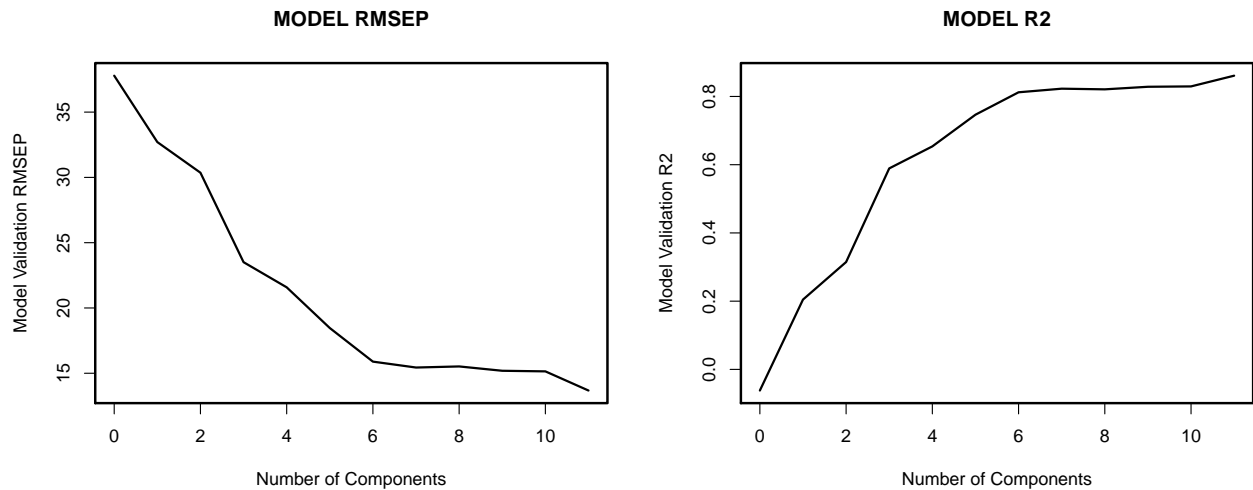 MODEL RMSEP
Model Validation RMSEP
35
30
25
20
15
0 2 4 6 8 10
Number of Components
MODEL R2
Model Validation R2
0.8
0.6
0.4
0.2
0.0
0 2 4 6 8 10
Number of Components